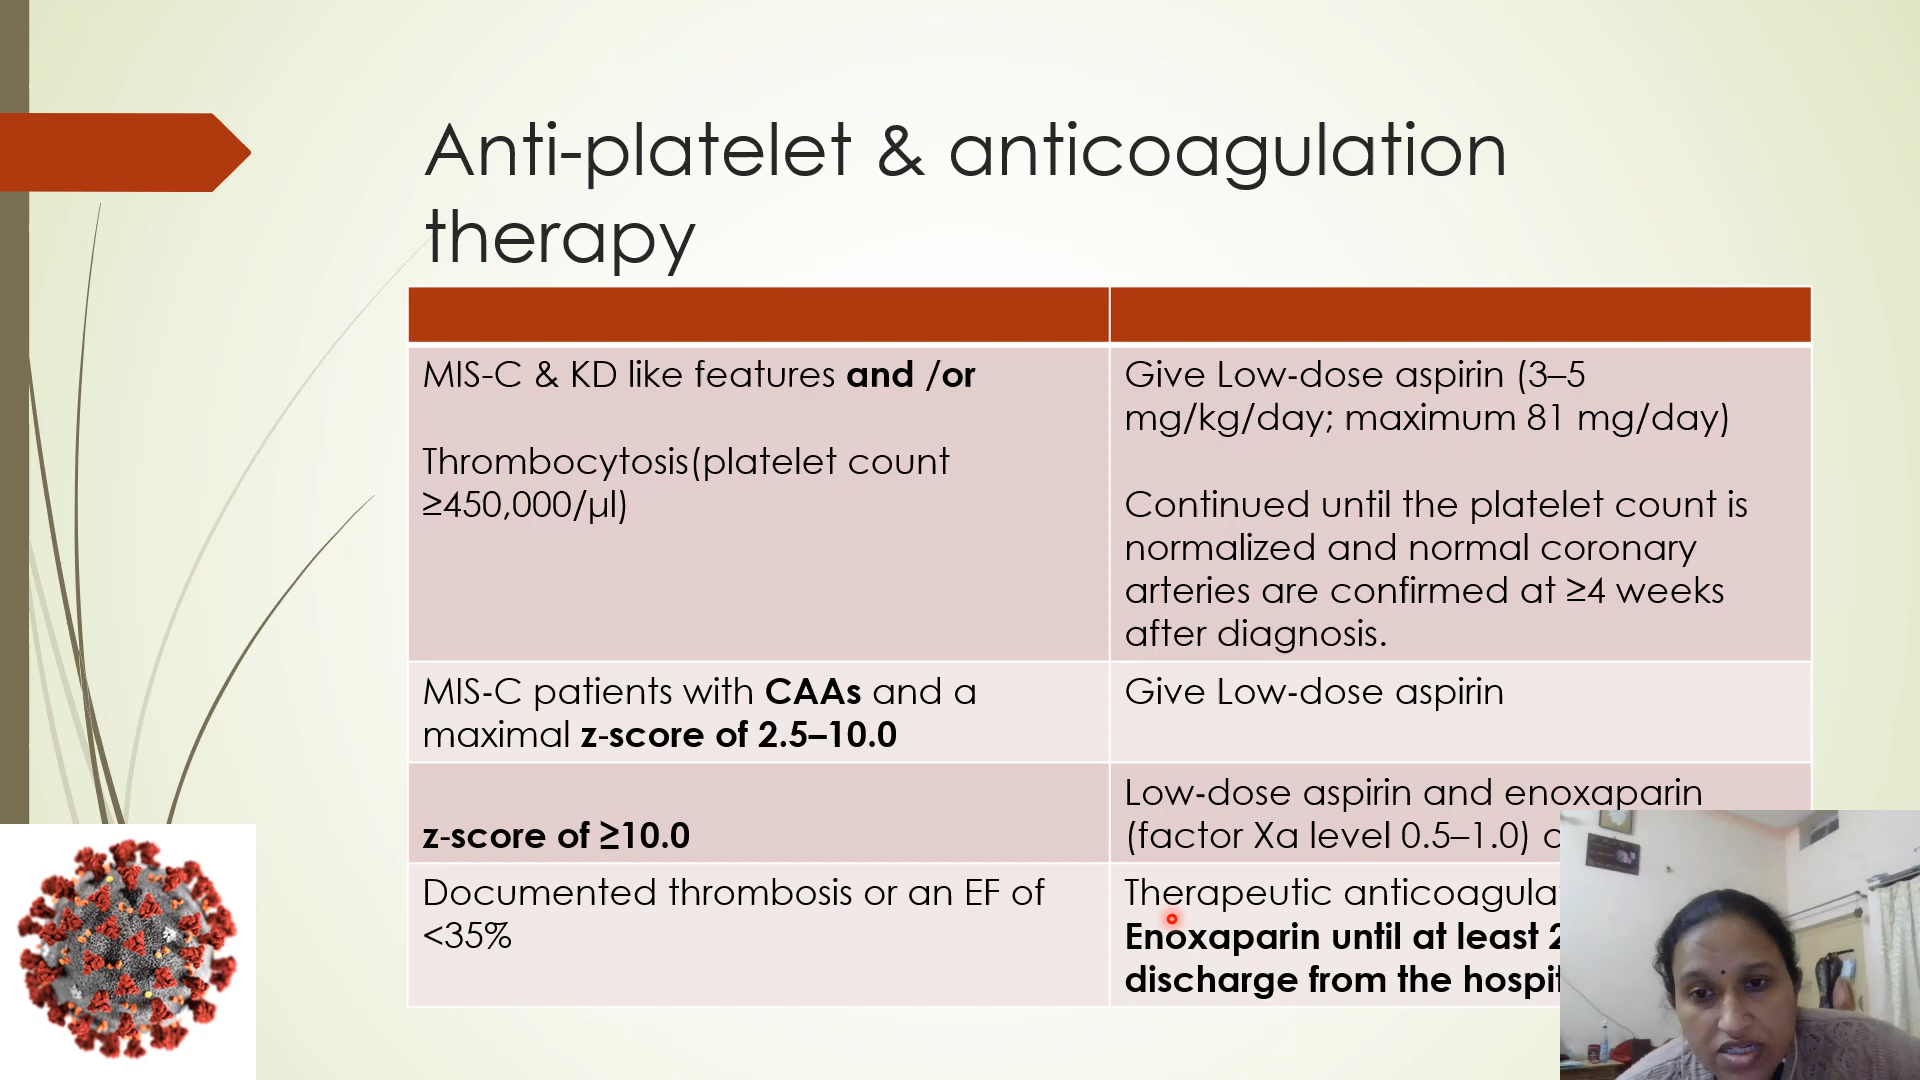 Anti-platelet & anticoagulation
therapy
MIS-C & KD like features and /or
Thrombocytosis(platelet count
≥450,000/µl)
Give Low-dose aspirin (3–5
mg/kg/day; maximum 81 mg/day)
Continued until the platelet count is
normalized and normal coronary
arteries are confirmed at ≥4 weeks
after diagnosis.
MIS-C patients with CAAs and a
maximal z-score of 2.5–10.0
Give Low-dose aspirin
z-score of ≥10.0
Low-dose aspirin and enoxaparin
(factor Xa level 0.5–1.0)
Documented thrombosis or an EF of
<35%
Therapeutic
Enoxaparin until at least 2
discharge from the